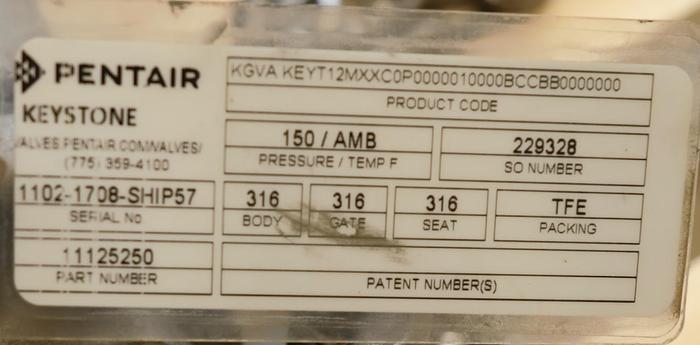 PENTAIR
KEYSTONE
VALVES.PENTAIR.COM/VALVES/
(775) 359-4100
KGVA KEYT12MXXC0P0000010000BCCBB0000000
PRODUCT CODE
150 / AMB
PRESSURE / TEMP F
229328
SO NUMBER
1102-1708-SHIP57
SERIAL No
316
BODY
316
GATE
316
SEAT
TFE
PACKING
11125250
PART NUMBER
PATENT NUMBER(S)